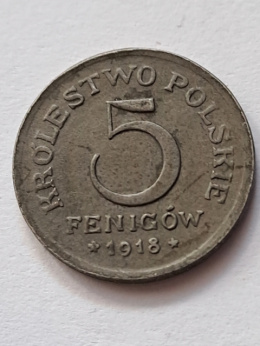 KRÓLESTWO POLSKIE
5
FENIGÓW
*1918*